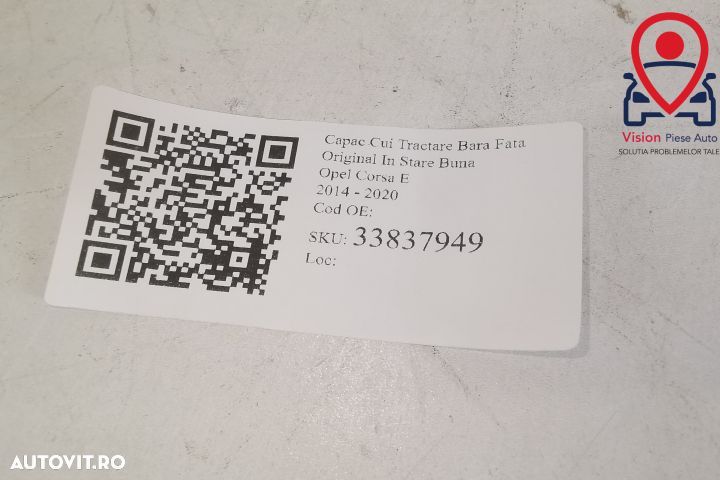 Capac Cui Tractare Bara Fata
Original In Stare Buna
Opel Corsa E
2014 - 2020
Cod OE:
SKU: 33837949
Loc:
Vision Piese Auto
SOLUTIA PROBLEMELOR TALE
AUTOVIT.RO